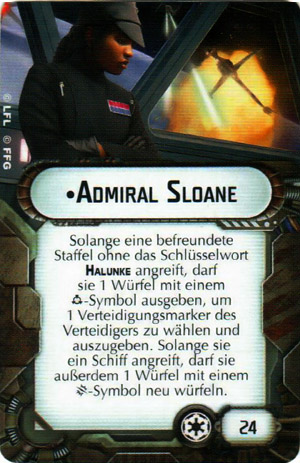 © LFL © FFG
•Admiral Sloane
Solange eine befreundete
Staffel ohne das Schlüsselwort
Halunke angreift, darf
sie 1 Würfel mit einem
-Symbol ausgeben, um
1 Verteidigungsmarke des
Verteidigers zu wählen und
auszugeben. Solange sie
ein Schiff angreift, darf sie
außerdem 1 Würfel mit einem
-Symbol neu würfeln.
24